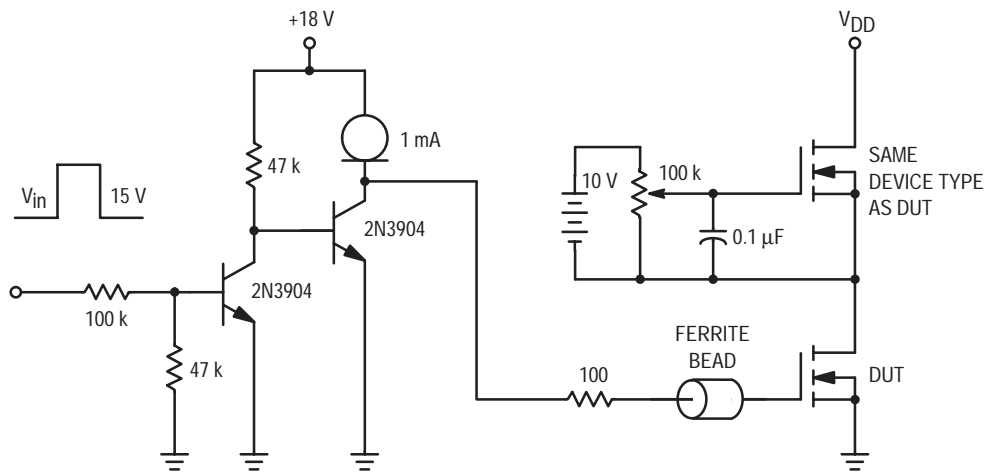 +18 V
V_DD
47 k
1 mA
V_in
15 V
2N3904
2N3904
100 k
47 k
10 V
100 k
0.1 μF
SAME
DEVICE TYPE
AS DUT
FERRITE
BEAD
100
DUT